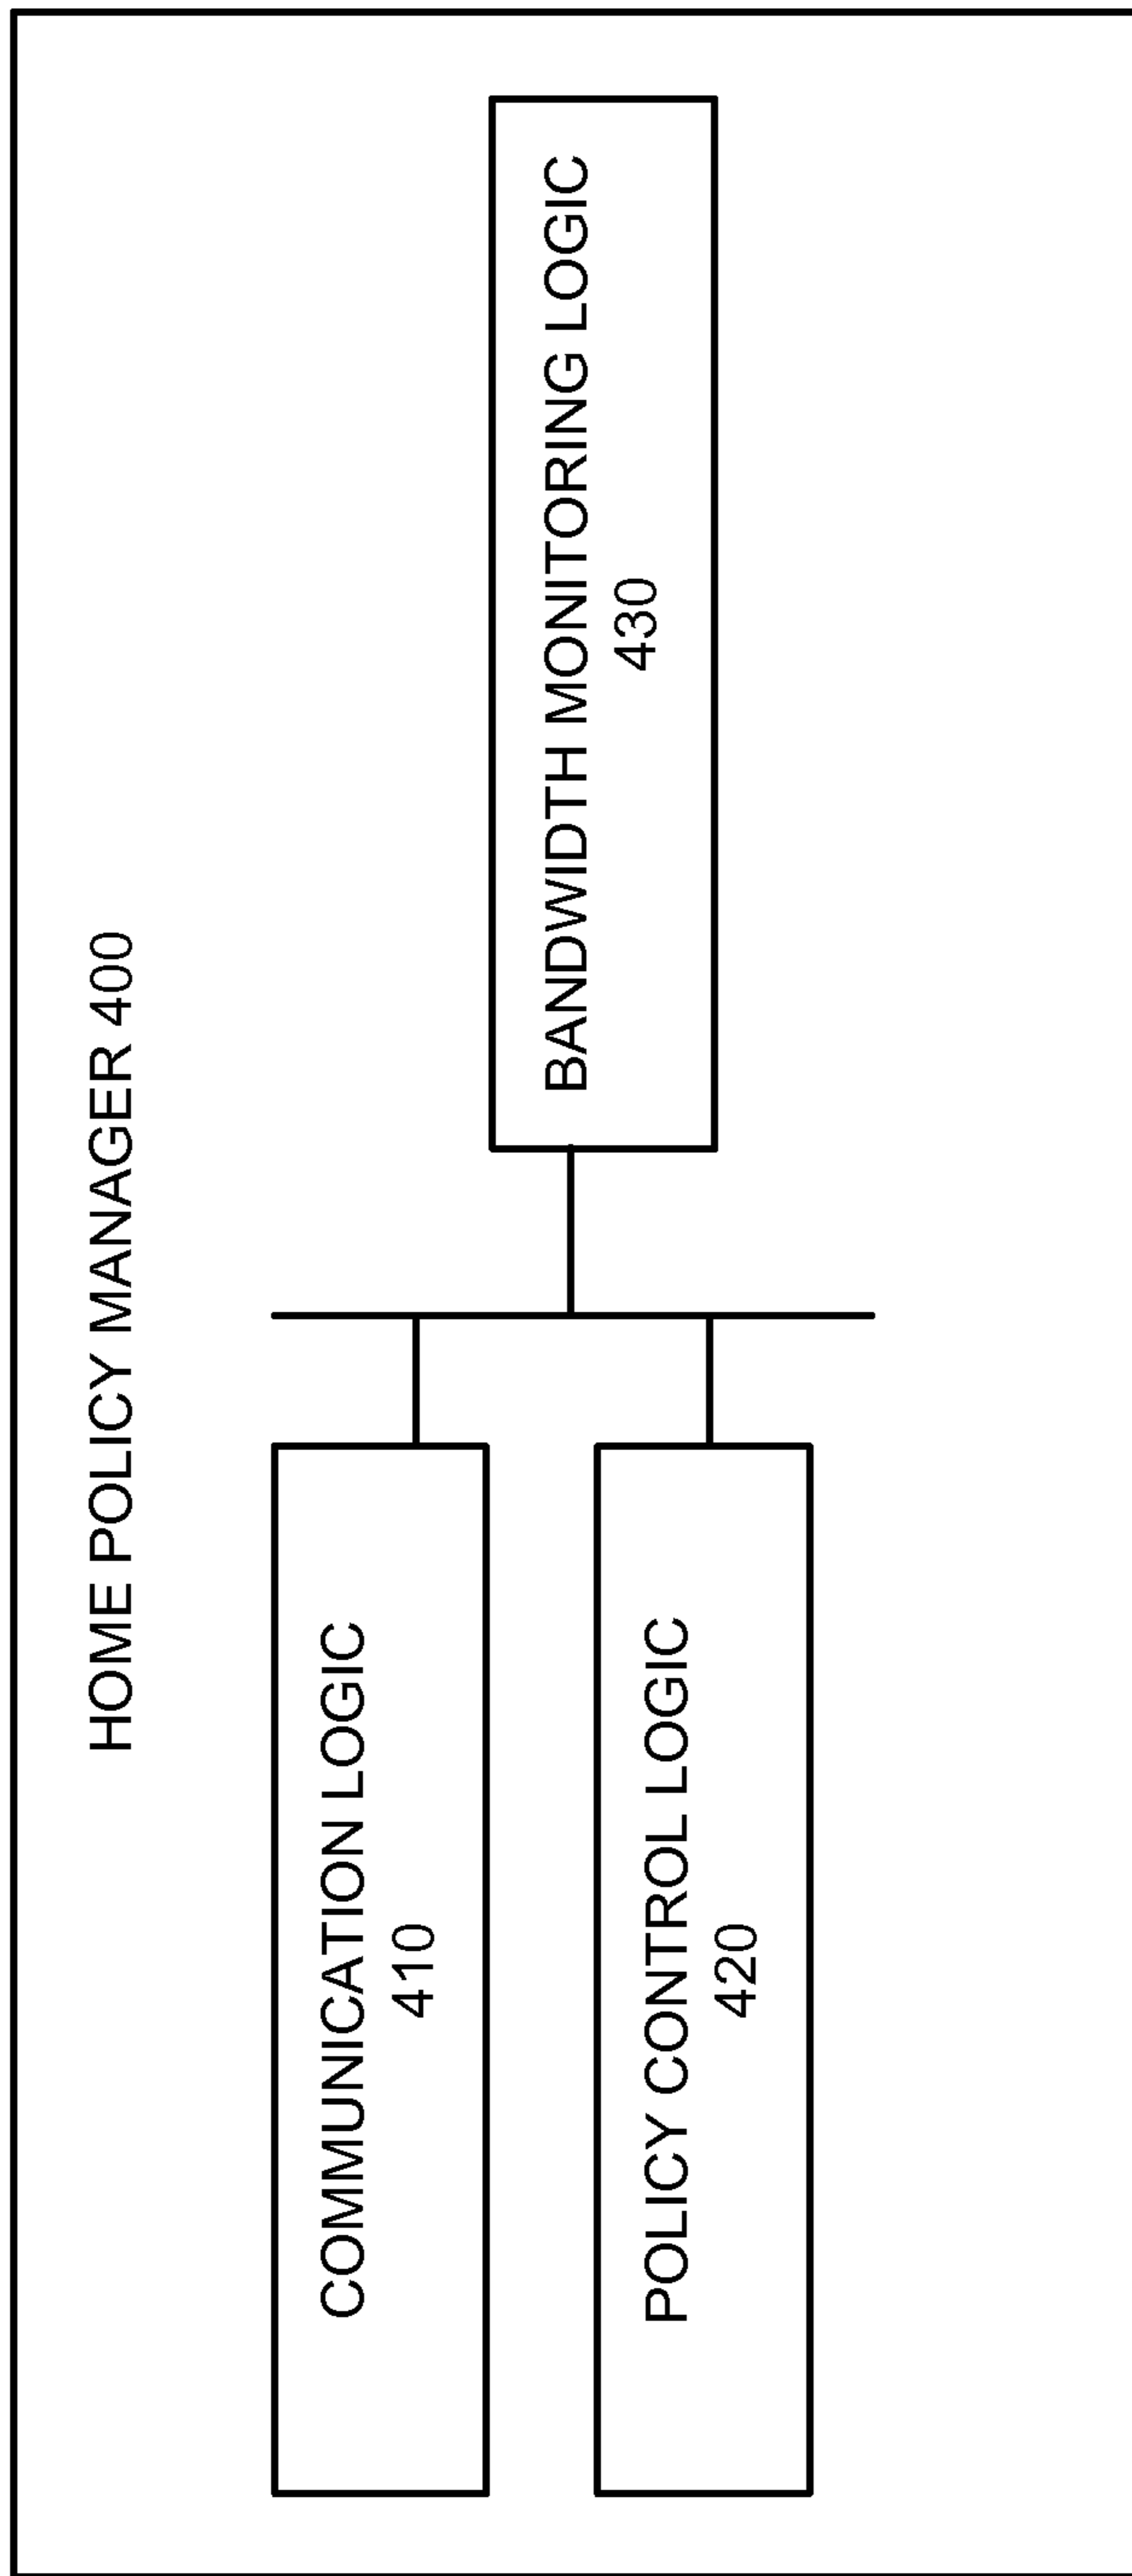 HOME POLICY MANAGER 400
COMMUNICATION LOGIC
410
POLICY CONTROL LOGIC
420
BANDWIDTH MONITORING LOGIC
430